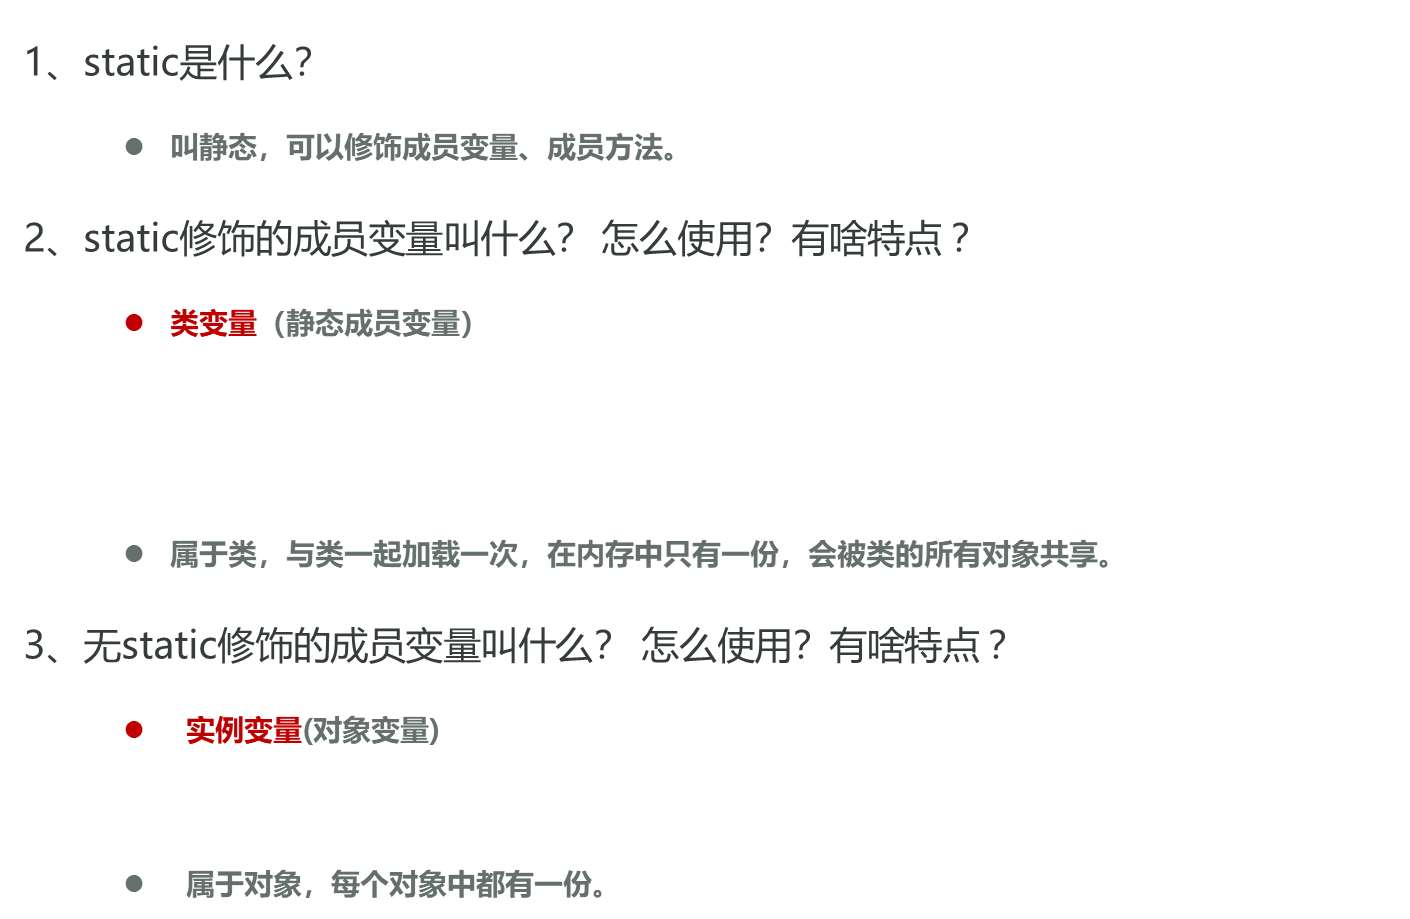 1、static是什么？
● 叫静态，可以修饰成员变量、成员方法。
2、static修饰的成员变量叫什么？ 怎么使用？有啥特点？
● 类变量（静态成员变量）
● 属于类，与类一起加载一次，在内存中只有一份，会被类的所有对象共享。
3、无static修饰的成员变量叫什么？ 怎么使用？有啥特点？
● 实例变量(对象变量)
● 属于对象，每个对象中都有一份。